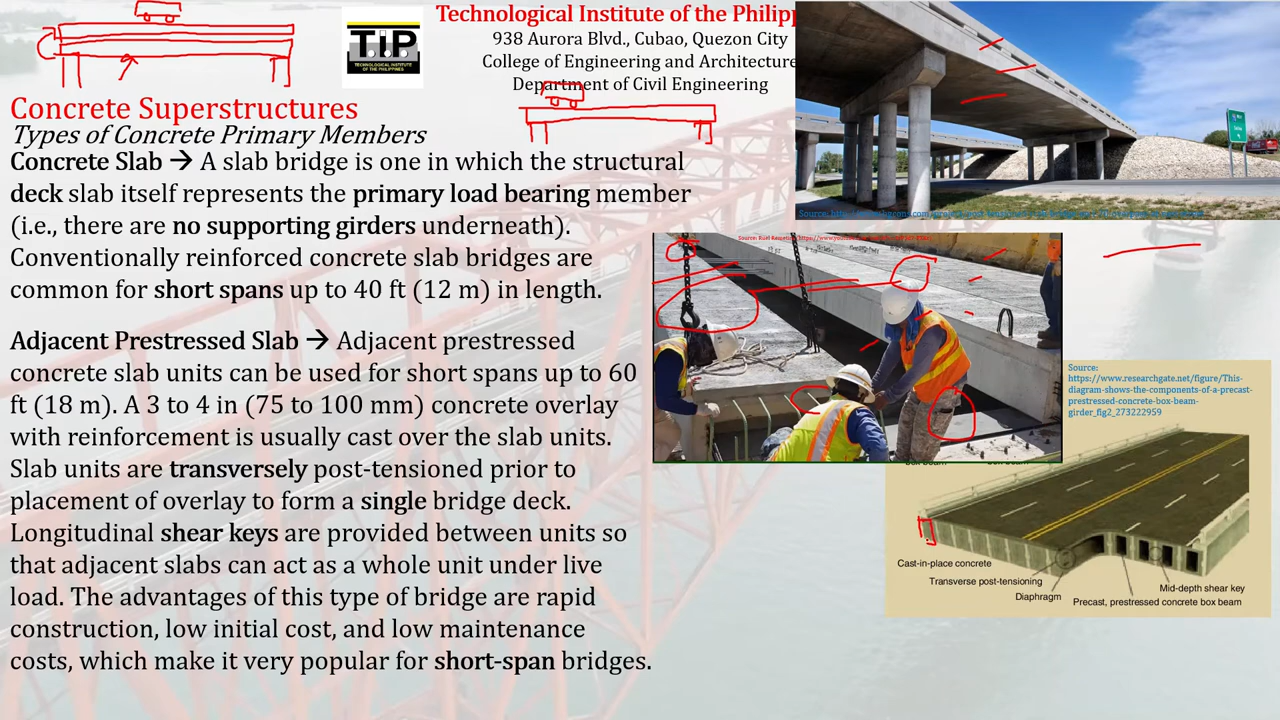 TIP
TECHNOLOGICAL INSTITUTE
OF THE PHILIPPINES
Technological Institute of the Philipp
938 Aurora Blvd., Cubao, Quezon City
College of Engineering and Architecture
Department of Civil Engineering
Concrete Superstructures
Types of Concrete Primary Members
Concrete Slab → A slab bridge is one in which the structural
deck slab itself represents the primary load bearing member
(i.e., there are no supporting girders underneath).
Conventionally reinforced concrete slab bridges are
common for short spans up to 40 ft (12 m) in length.
Adjacent Prestressed Slab → Adjacent prestressed
concrete slab units can be used for short spans up to 60
ft (18 m). A 3 to 4 in (75 to 100 mm) concrete overlay
with reinforcement is usually cast over the slab units.
Slab units are transversely post-tensioned prior to
placement of overlay to form a single bridge deck.
Longitudinal shear keys are provided between units so
that adjacent slabs can act as a whole unit under live
load. The advantages of this type of bridge are rapid
construction, low initial cost, and low maintenance
costs, which make it very popular for short-span bridges.
Source:
Source:
Source:
https://www.researchgate.net/figure/This-
diagram-shows-the-components-of-a-precast-
prestressed-concrete-box-beam-
girder_fig2_273222959
Cast-in-place concrete
Transverse post-tensioning
Diaphragm
Mid-depth shear key
Precast, prestressed concrete box beam